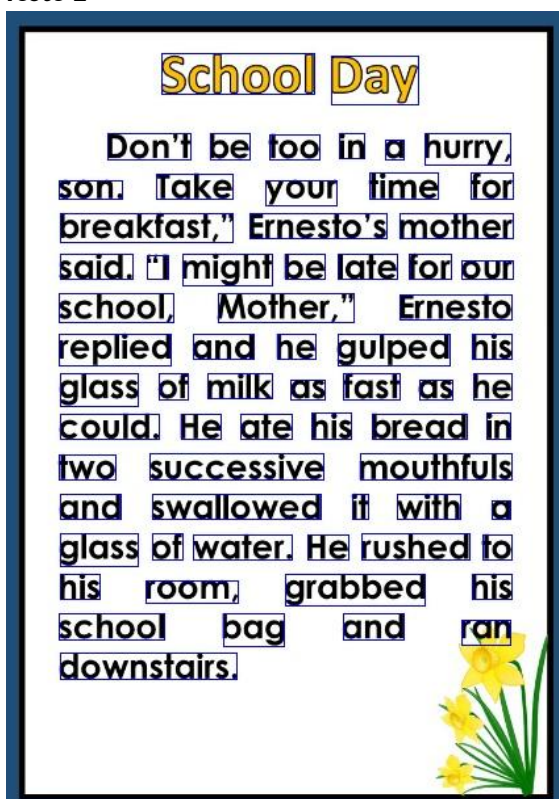 School Day
Don't be too in a hurry,
son. Take your time for
breakfast,” Ernesto's mother
said. “I might be late for our
school, Mother,” Ernesto
replied and he gulped his
glass of milk as fast as he
could. He ate his bread in
two successive mouthfuls
and swallowed it with a
glass of water. He rushed to
his room, grabbed his
school bag and ran
downstairs.